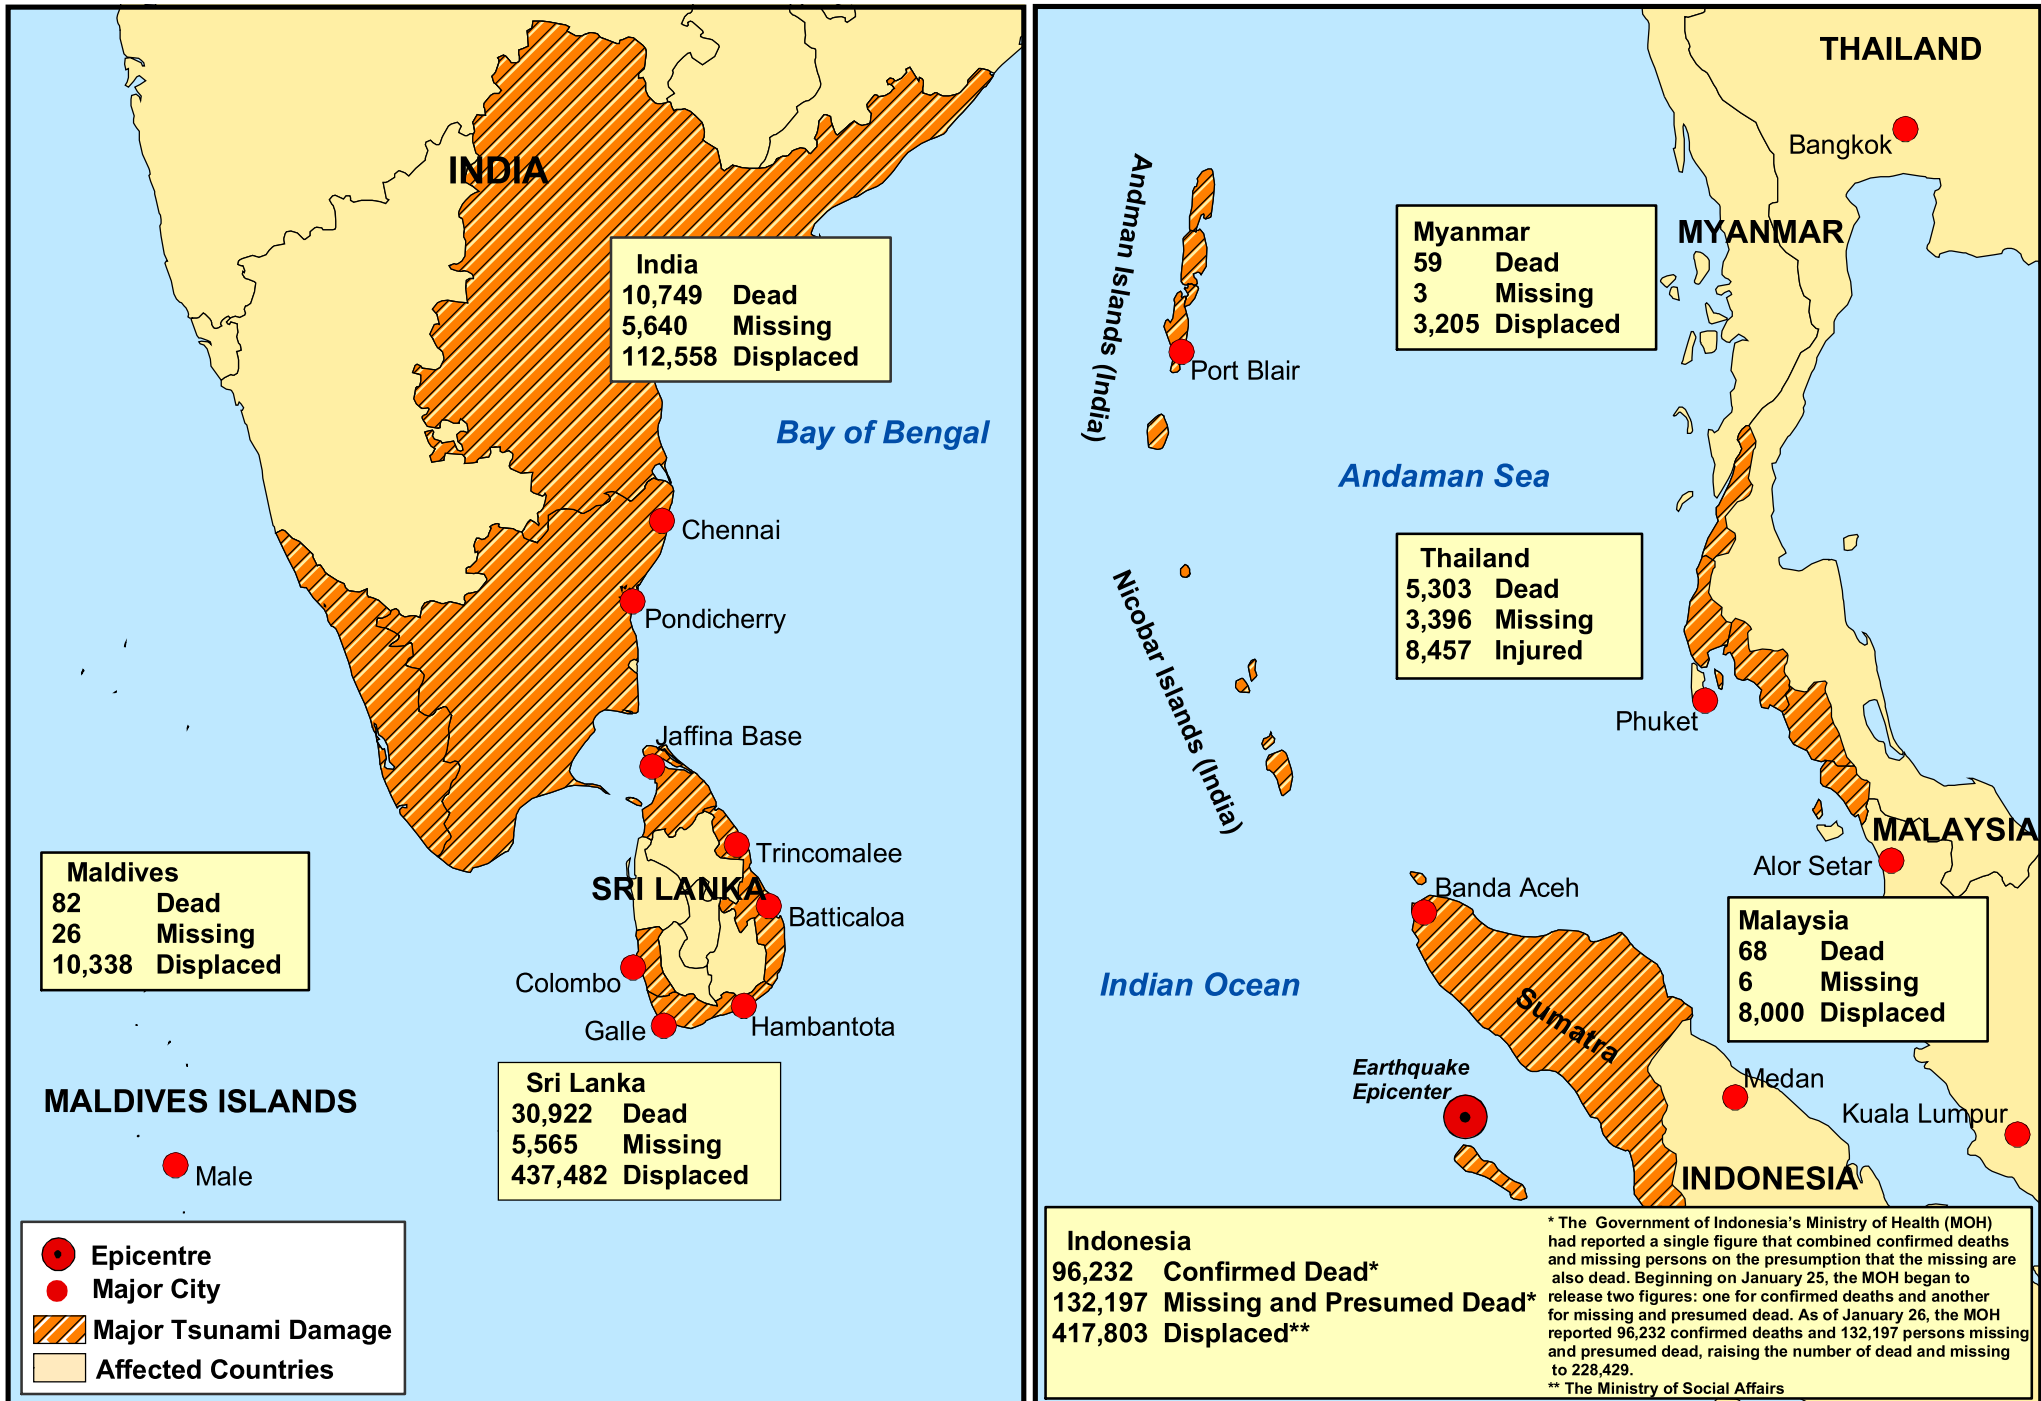 INDIA
India
10,749 Dead
5,640 Missing
112,558 Displaced
Bay of Bengal
Chennai
Pondicherry
Jaffina Base
Trincomalee
SRI LANKA
Batticaloa
Colombo
Galle
Hambantota
Maldives
82 Dead
26 Missing
10,338 Displaced
Sri Lanka
30,922 Dead
5,565 Missing
437,482 Displaced
MALDIVES ISLANDS
Male
Epicentre
Major City
Major Tsunami Damage
Affected Countries
THAILAND
Bangkok
Andman Islands (India)
Myanmar
59 Dead
3 Missing
3,205 Displaced
MYANMAR
Port Blair
Andaman Sea
Thailand
5,303 Dead
3,396 Missing
8,457 Injured
Nicobar Islands (India)
Phuket
MALAYSIA
Alor Setar
Banda Aceh
Malaysia
68 Dead
6 Missing
8,000 Displaced
Indian Ocean
Sumatra
Earthquake
Epicenter
Medan
Kuala Lumpur
INDONESIA
Indonesia
96,232 Confirmed Dead*
132,197 Missing and Presumed Dead*
417,803 Displaced**
* The Government of Indonesia's Ministry of Health (MOH)
had reported a single figure that combined confirmed deaths
and missing persons on the presumption that the missing are
also dead. Beginning on January 25, the MOH began to
release two figures: one for confirmed deaths and another
for missing and presumed dead. As of January 26, the MOH
reported 96,232 confirmed deaths and 132,197 persons missing
and presumed dead, raising the number of dead and missing
to 228,429.
** The Ministry of Social Affairs